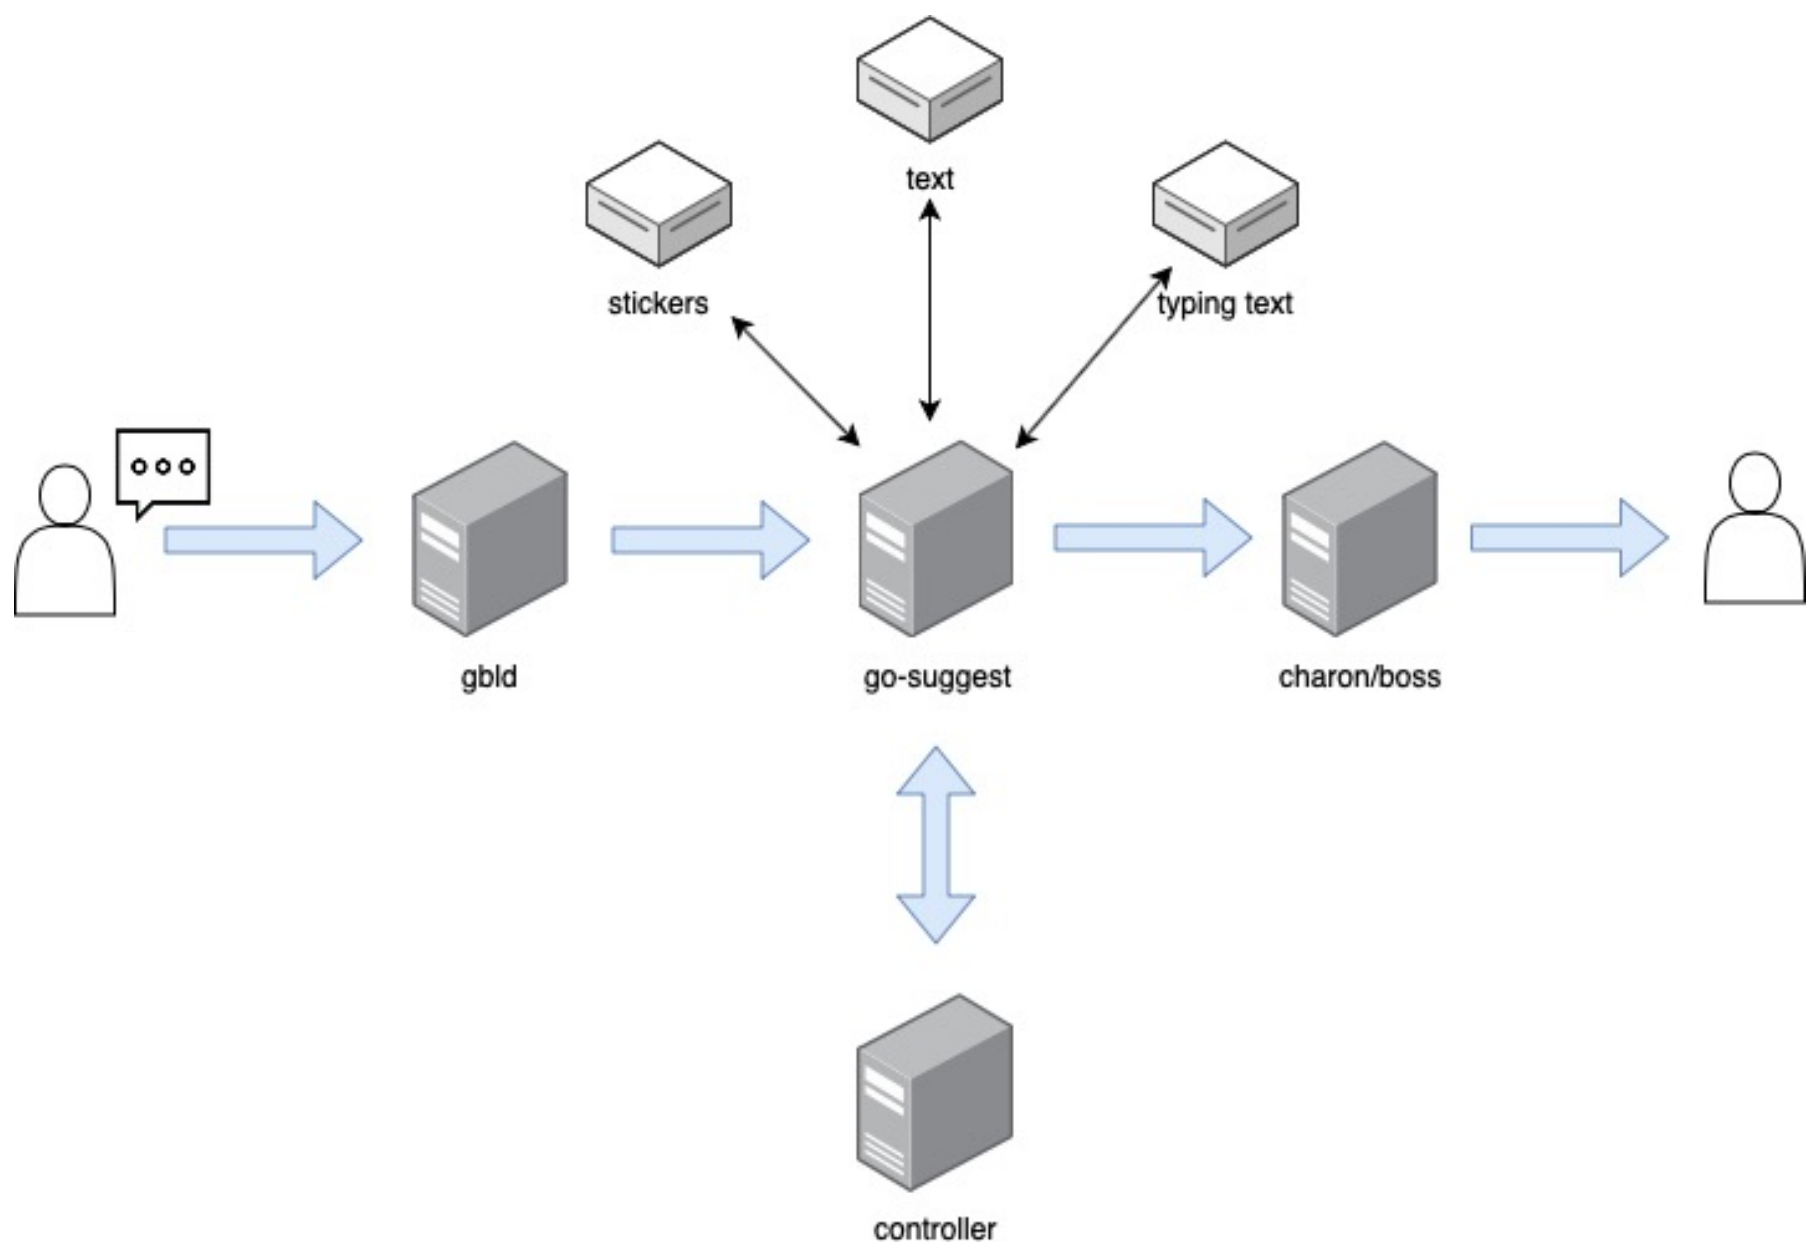 text
stickers
typing text
gbld
go-suggest
charon/boss
controller